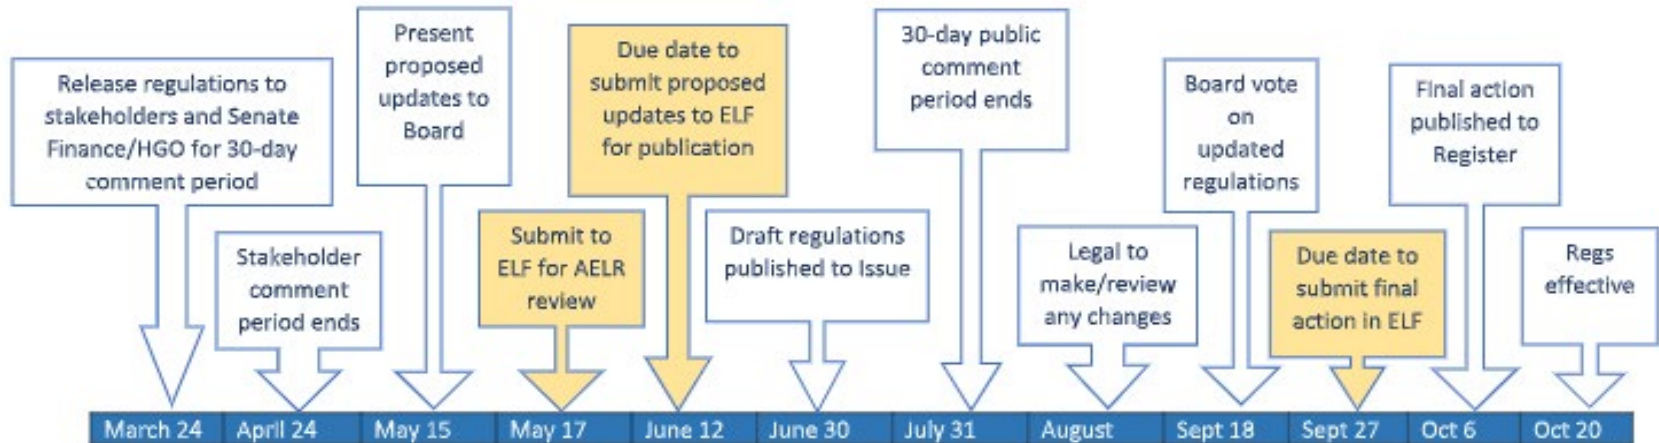 Release regulations to
stakeholders and Senate
Finance/HGO for 30-day
comment period
Stakeholder
comment
period ends
Present
proposed
updates to
Board
Submit to
ELF for AELR
review
Due date to
submit proposed
updates to ELF
for publication
Draft regulations
published to Issue
30-day public
comment
period ends
Legal to
make/review
any changes
Board vote
on
updated
regulations
Due date to
submit final
action in ELF
Final action
published to
Register
Regs
effective
March 24
April 24
May 15
May 17
June 12
June 30
July 31
August
Sept 18
Sept 27
Oct 6
Oct 20